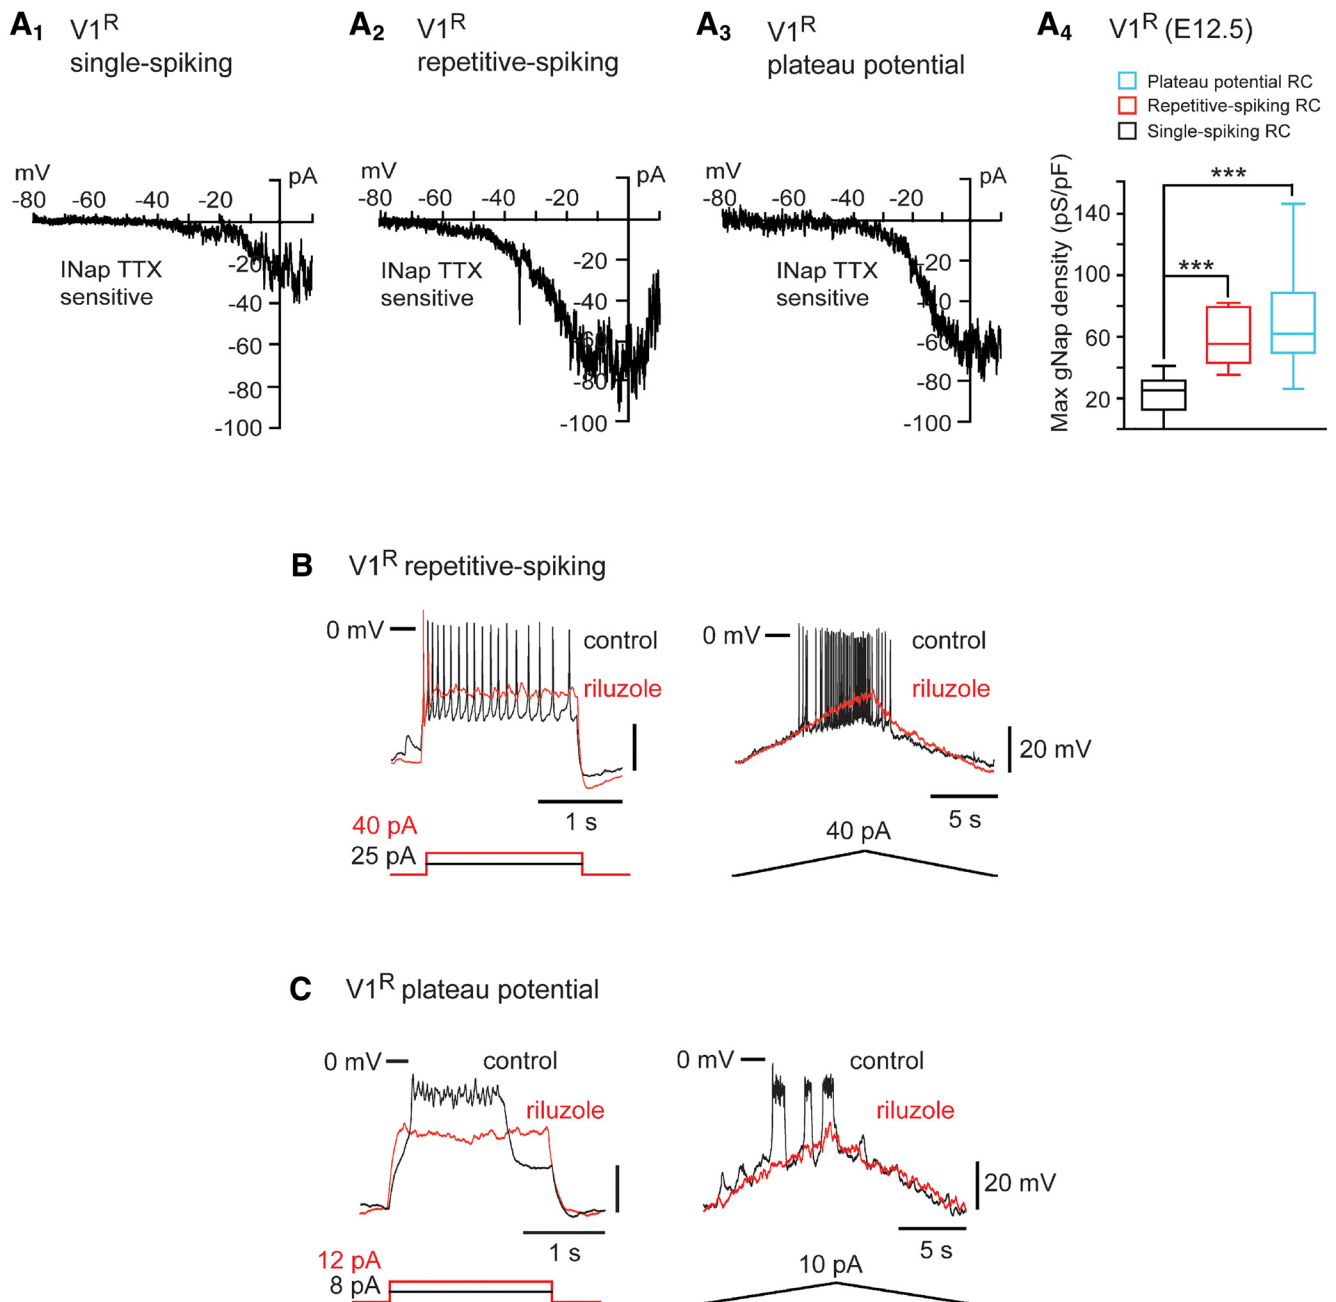 A1 V1R
single-spiking
mV
-80 -60 -40 -20
pA
INap TTX
sensitive
-20
-40
-60
-80
-100
A2 V1R
repetitive-spiking
mV
-80 -60 -40 -20
pA
INap TTX
sensitive
-20
-40
-60
-80
-100
A3 V1R
plateau potential
mV
-80 -60 -40 -20
pA
INap TTX
sensitive
-20
-40
-60
-80
-100
A4 V1R (E12.5)
Plateau potential RC
Repetitive-spiking RC
Single-spiking RC
Max gNap density (pS/pF)
140
100
60
20
***
***
B V1R repetitive-spiking
0 mV
control
riluzole
1 s
40 pA
25 pA
0 mV
control
riluzole
20 mV
5 s
40 pA
C V1R plateau potential
0 mV
control
riluzole
1 s
12 pA
8 pA
0 mV
control
riluzole
20 mV
5 s
10 pA